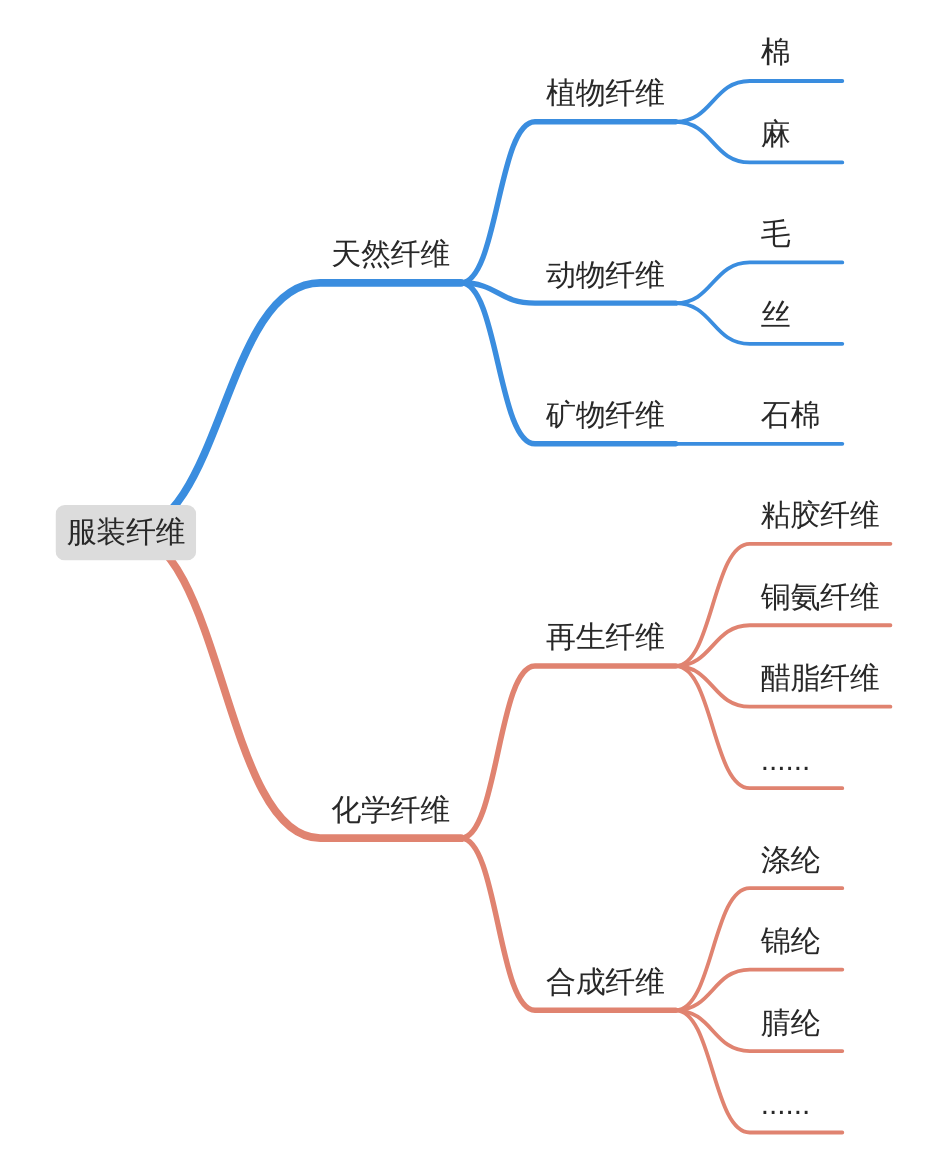 服装纤维
天然纤维
植物纤维
棉
麻
动物纤维
毛
丝
矿物纤维
石棉
化学纤维
再生纤维
粘胶纤维
铜氨纤维
醋脂纤维
......
合成纤维
涤纶
锦纶
腈纶
......